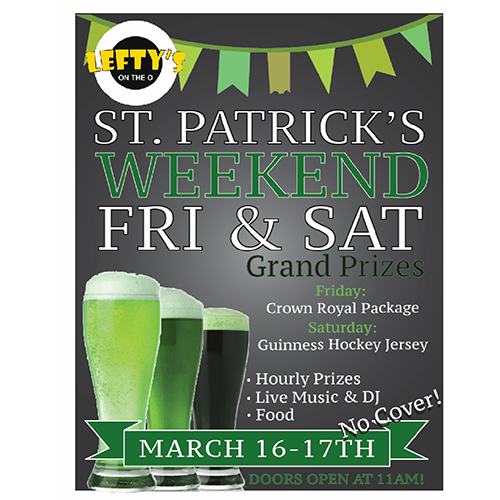 LEFTY'S
ON THE O
ST. PATRICK'S
WEEKEND
FRI & SAT
Grand Prizes
Friday:
Crown Royal Package
Saturday:
Guinness Hockey Jersey
· Hourly Prizes
· Live Music & DJ
· Food
No Cover!
MARCH 16-17TH
DOORS OPEN AT 11AM!